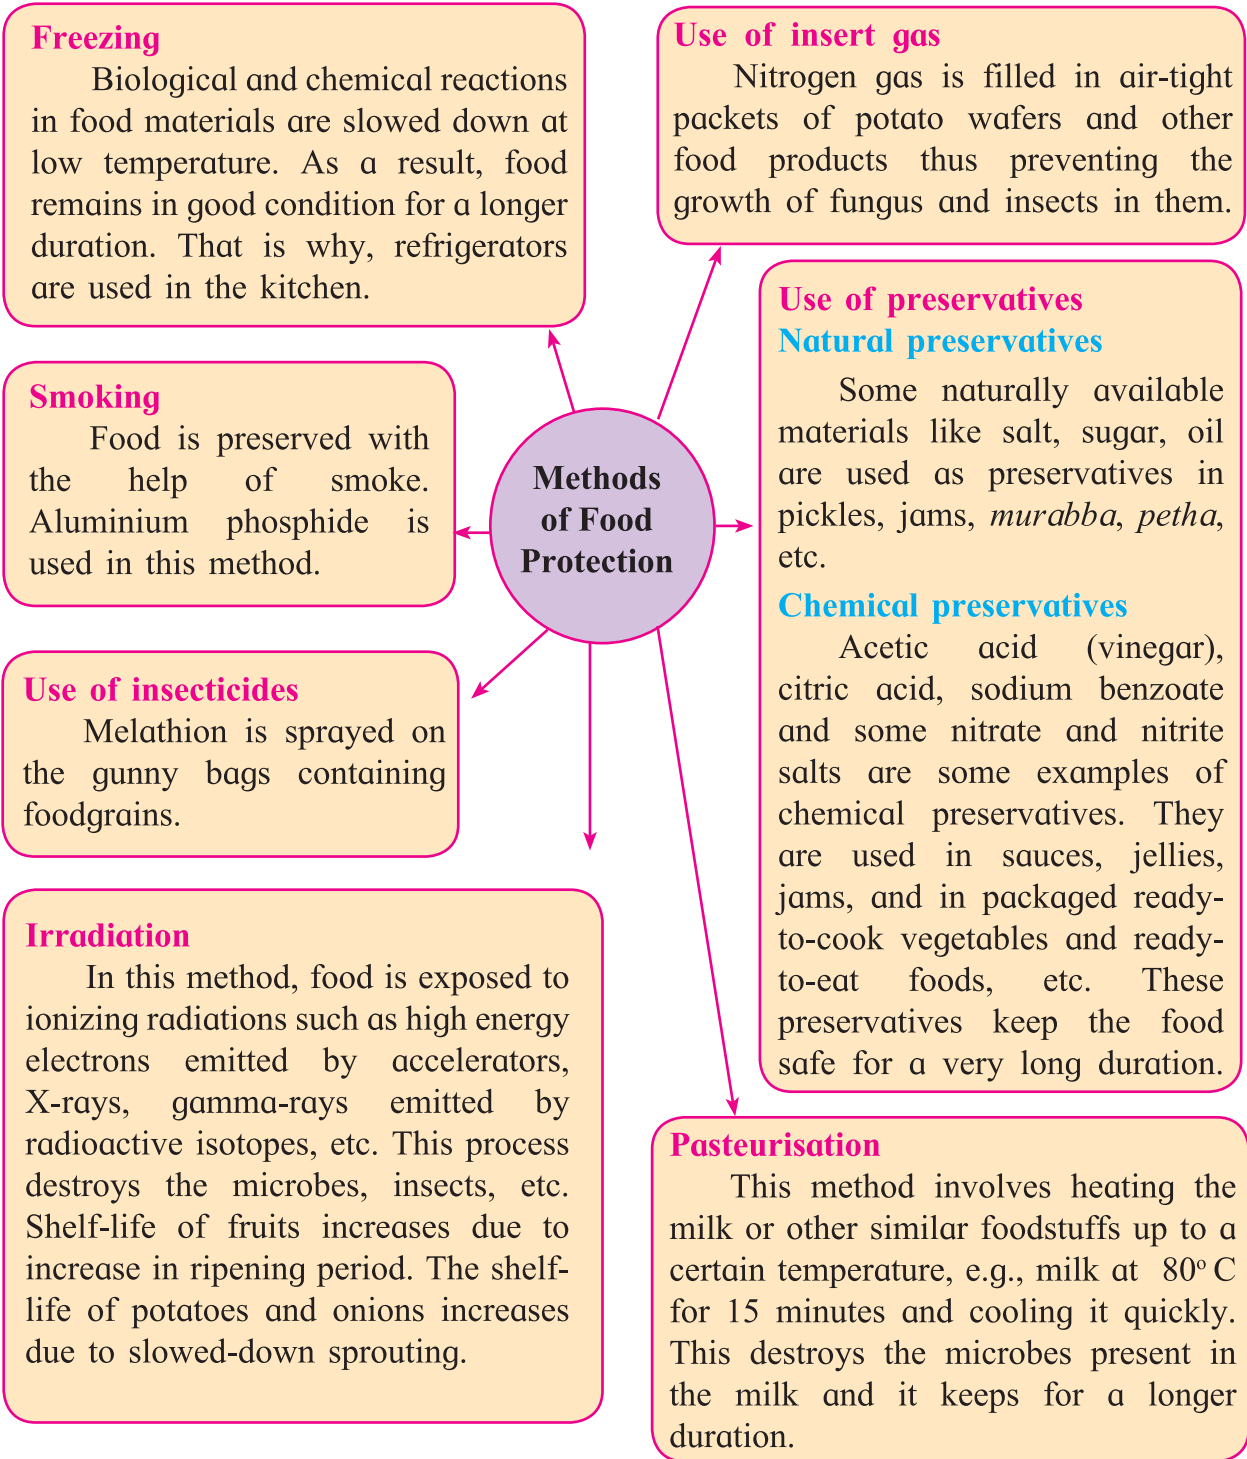 Freezing
Biological and chemical reactions
in food materials are slowed down at
low temperature. As a result, food
remains in good condition for a longer
duration. That is why, refrigerators
are used in the kitchen.
Use of insert gas
Nitrogen gas is filled in air-tight
packets of potato wafers and other
food products thus preventing the
growth of fungus and insects in them.
Smoking
Food is preserved with
the help of smoke.
Aluminium phosphide is
used in this method.
Methods
of Food
Protection
Use of preservatives
Natural preservatives
Some naturally available
materials like salt, sugar, oil
are used as preservatives in
pickles, jams, murabba, petha,
etc.
Chemical preservatives
Acetic acid (vinegar),
citric acid, sodium benzoate
and some nitrate and nitrite
salts are some examples of
chemical preservatives. They
are used in sauces, jellies,
jams, and in packaged ready-
to-cook vegetables and ready-
to-eat foods, etc. These
preservatives keep the food
safe for a very long duration.
Use of insecticides
Melathion is sprayed on
the gunny bags containing
foodgrains.
Irradiation
In this method, food is exposed to
ionizing radiations such as high energy
electrons emitted by accelerators,
X-rays, gamma-rays emitted by
radioactive isotopes, etc. This process
destroys the microbes, insects, etc.
Shelf-life of fruits increases due to
increase in ripening period. The shelf-
life of potatoes and onions increases
due to slowed-down sprouting.
Pasteurisation
This method involves heating the
milk or other similar foodstuffs up to a
certain temperature, e.g., milk at 80° C
for 15 minutes and cooling it quickly.
This destroys the microbes present in
the milk and it keeps for a longer
duration.